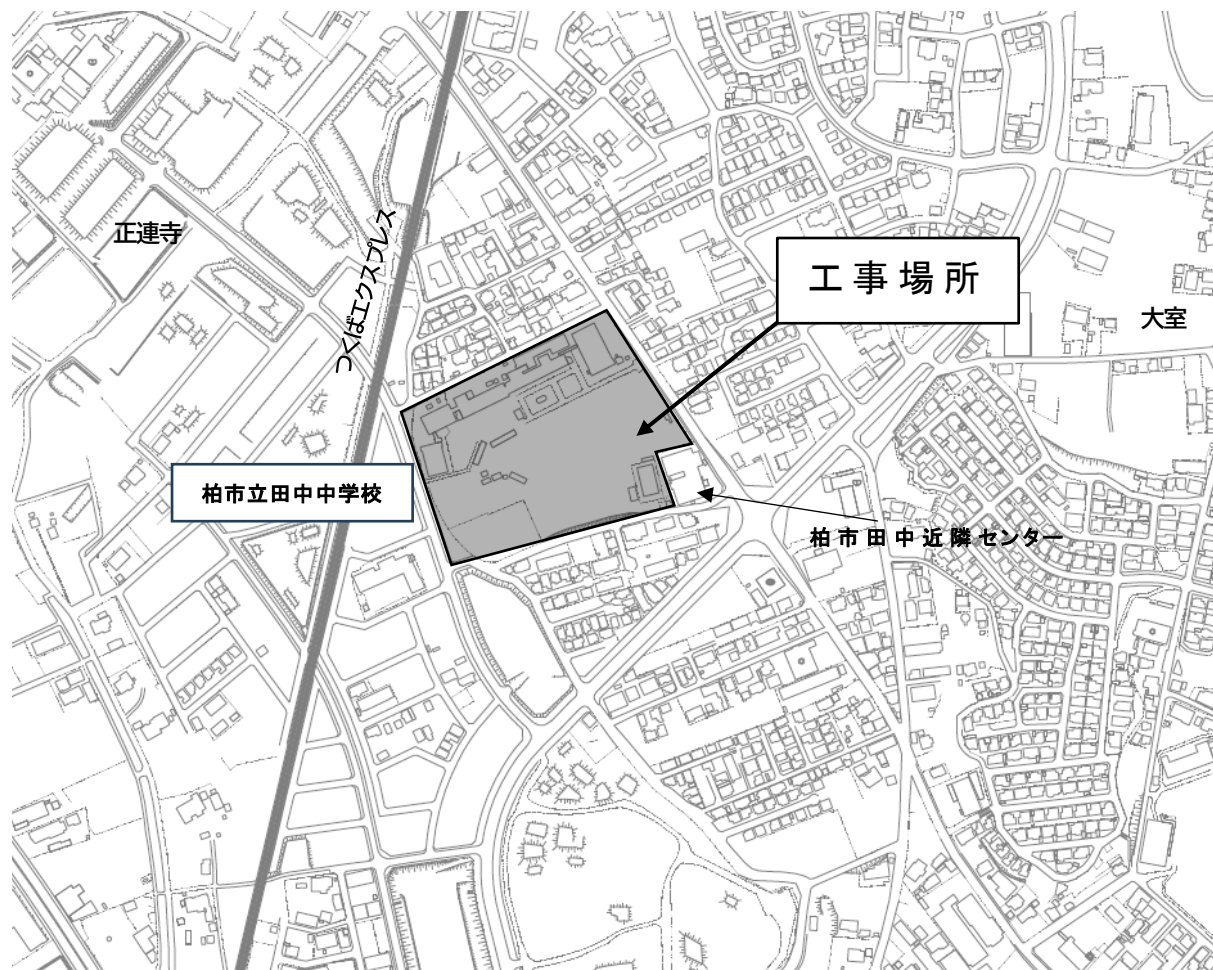 正連寺
つくばエクスプレス
工事場所
大室
柏市立田中中学校
柏市田中近隣センター